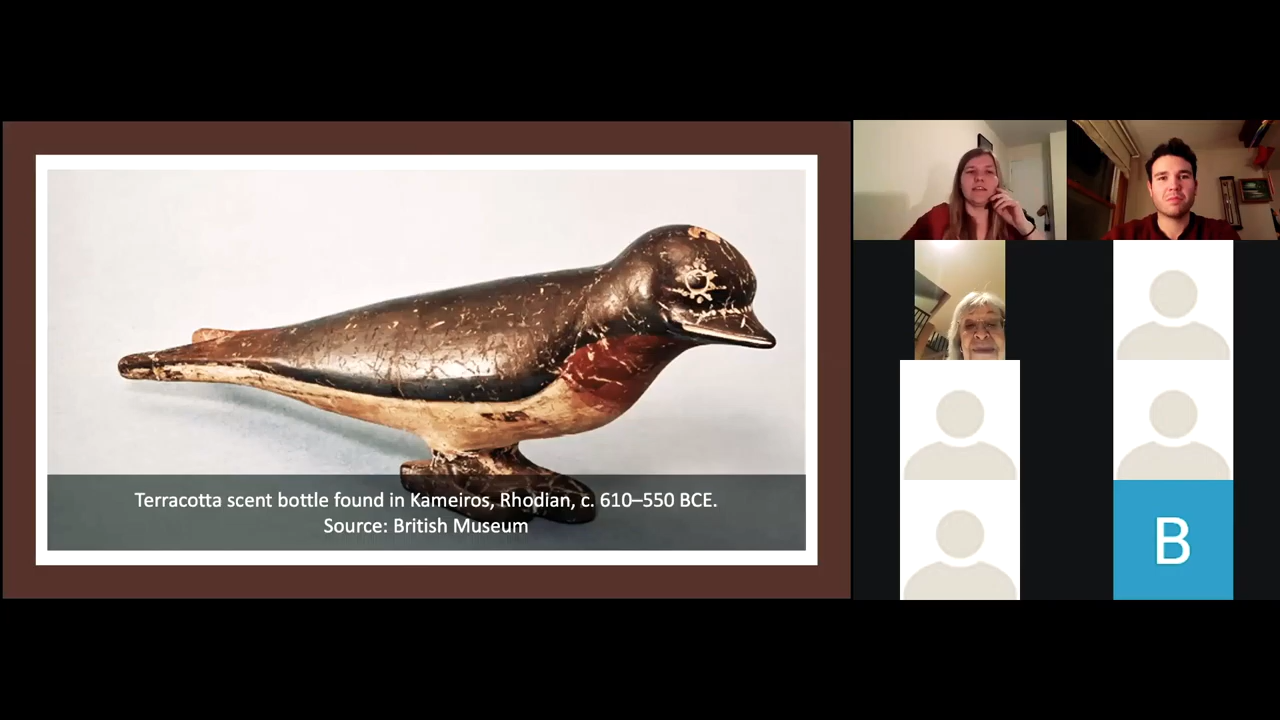 Terracotta scent bottle found in Kameiros, Rhodian, c. 610–550 BCE.
Source: British Museum
B